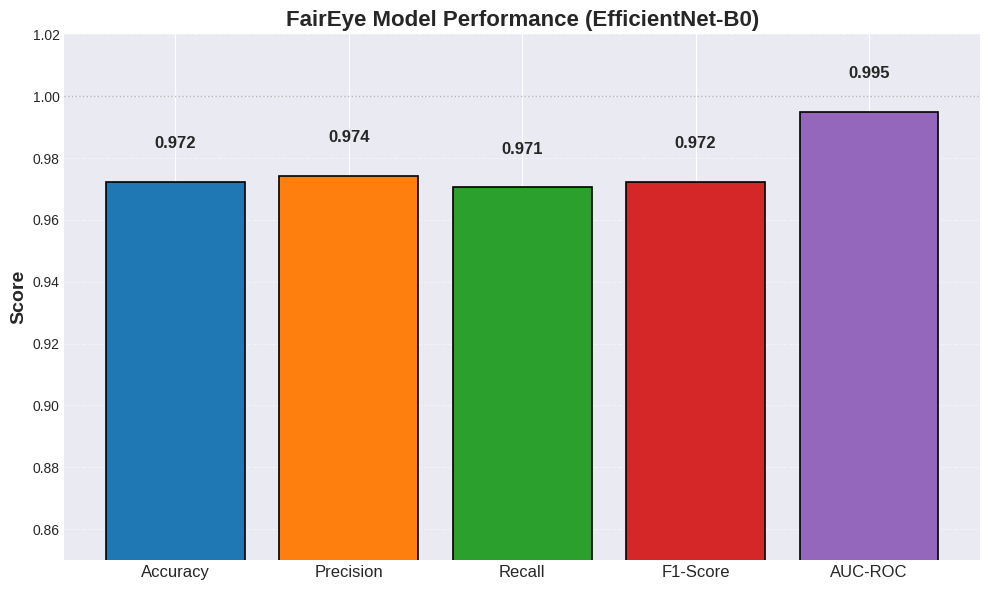 FairEye Model Performance (EfficientNet-B0)
1.02
1.00
0.98
0.96
0.94
0.92
0.90
0.88
0.86
Score
0.972
0.974
0.971
0.972
0.995
Accuracy
Precision
Recall
F1-Score
AUC-ROC